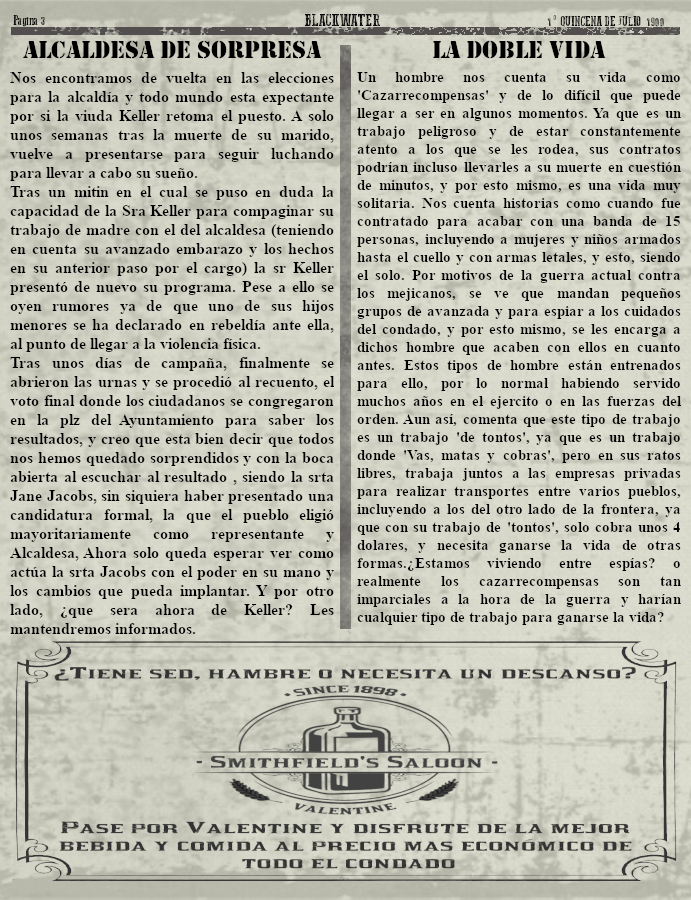 Pagina 3
BLACKWATER
1ª QUINCENA DE JULIO 1900
ALCALDESA DE SORPRESA
Nos encontramos de vuelta en las elecciones
para la alcaldía y todo mundo esta expectante
por si la viuda Keller retoma el puesto. A solo
unos semanas tras la muerte de su marido,
vuelve a presentarse para seguir luchando
para llevar a cabo su sueño.
Tras un mitin en el cual se puso en duda la
capacidad de la Sra Keller para compaginar su
trabajo de madre con el del alcaldesa (teniendo
en cuenta su avanzado embarazo y los hechos
en su anterior paso por el cargo) la sr Keller
presentó de nuevo su programa. Pese a ello se
oyen rumores ya de que uno de sus hijos
menores se ha declarado en rebeldía ante ella,
al punto de llegar a la violencia física.
Tras unos días de campaña, finalmente se
abrieron las urnas y se procedió al recuento, el
voto final donde los ciudadanos se congregaron
en la plz del Ayuntamiento para saber los
resultados, y creo que esta bien decir que todos
nos hemos quedado sorprendidos y con la boca
abierta al escuchar al resultado , siendo la srta
Jane Jacobs, sin siquiera haber presentado una
candidatura formal, la que el pueblo eligió
mayoritariamente como representante y
Alcaldesa, Ahora solo queda esperar ver como
actúa la srta Jacobs con el poder en su mano y
los cambios que pueda implantar. Y por otro
lado, ¿que sera ahora de Keller? Les
mantendremos informados.
LA DOBLE VIDA
Un hombre nos cuenta su vida como
'Cazarrecompensas' y de lo difícil que puede
llegar a ser en algunos momentos. Ya que es un
trabajo peligroso y de estar constantemente
atento a los que se les rodea, sus contratos
podrían incluso llevarles a su muerte en cuestión
de minutos, y por esto mismo, es una vida muy
solitaria. Nos cuenta historias como cuando fue
contratado para acabar con una banda de 15
personas, incluyendo a mujeres y niños armados
hasta el cuello y con armas letales, y esto, siendo
el solo. Por motivos de la guerra actual contra
los mejicanos, se ve que mandan pequeños
grupos de avanzada y para espiar a los cuidados
del condado, y por esto mismo, se les encarga a
dichos hombre que acaben con ellos en cuanto
antes. Estos tipos de hombre están entrenados
para ello, por lo normal habiendo servido
muchos años en el ejercito o en las fuerzas del
orden. Aun así, comenta que este tipo de trabajo
es un trabajo 'de tontos', ya que es un trabajo
donde 'Vas, matas y cobras', pero en sus ratos
libres, trabaja juntos a las empresas privadas
para realizar transportes entre varios pueblos,
incluyendo a los del otro lado de la frontera, ya
que con su trabajo de 'tontos', solo cobra unos 4
dolares, y necesita ganarse la vida de otras
formas.¿Estamos viviendo entre espías? o
realmente los cazarrecompensas son tan
imparciales a la hora de la guerra y harían
cualquier tipo de trabajo para ganarse la vida?
¿TIENE SED, HAMBRE O NECESITA UN DESCANSO?
• SINCE 1898 •
- SMITHFIELD'S SALOON -
VALENTINE
PASE POR VALENTINE Y DISFRUTE DE LA MEJOR
BEBIDA Y COMIDA AL PRECIO MAS ECONÓMICO DE
TODO EL CONDADO